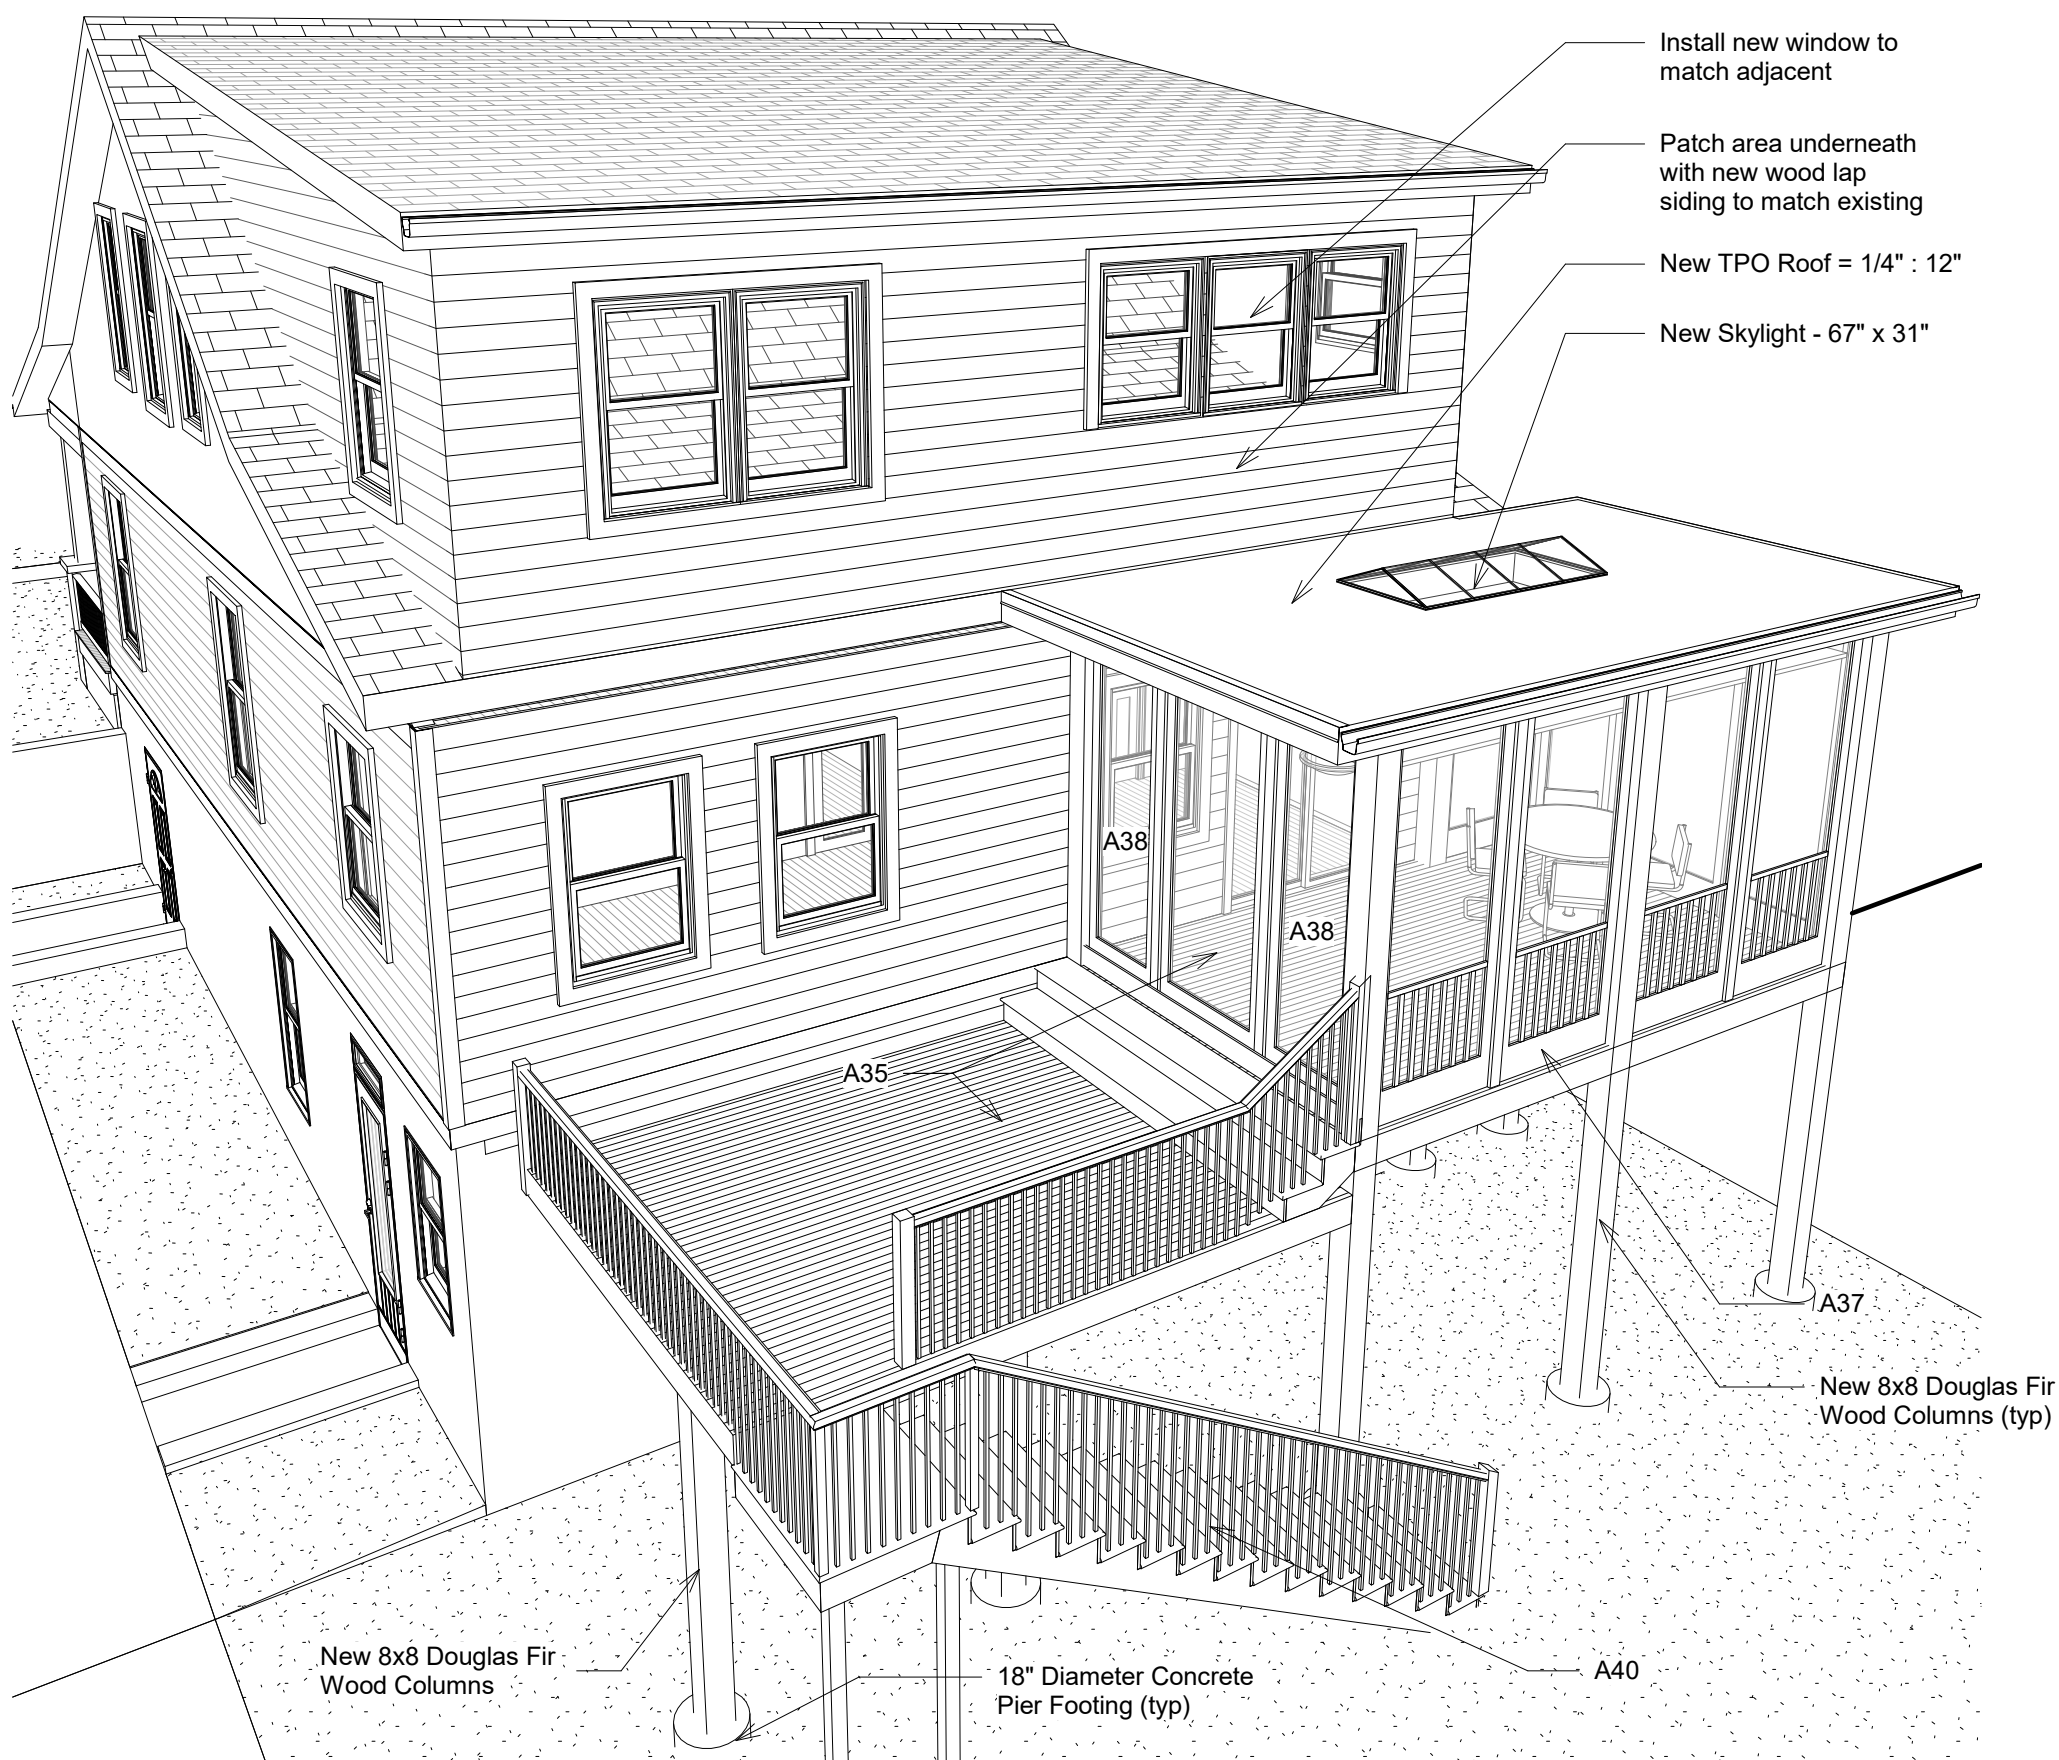 Install new window to
match adjacent
Patch area underneath
with new wood lap
siding to match existing
New TPO Roof = 1/4" : 12"
New Skylight - 67" x 31"
A38
A38
A35
A37
New 8x8 Douglas Fir
Wood Columns (typ)
New 8x8 Douglas Fir
Wood Columns
18" Diameter Concrete
Pier Footing (typ)
A40